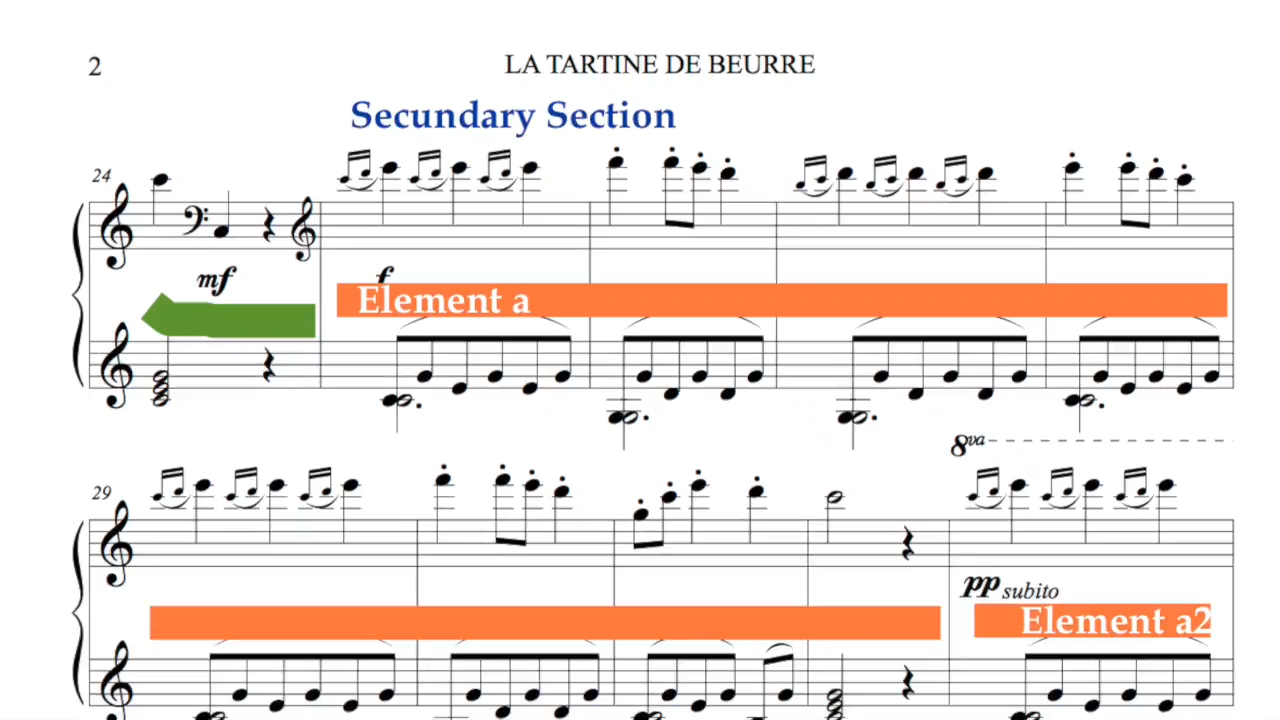 2
LA TARTINE DE BEURRE
Secundary Section
24
mf
f
Element a
8va
29
pp subito
Element a2